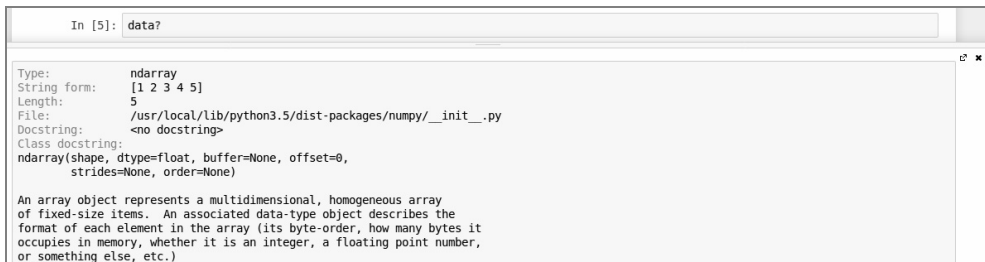 In [5]: data?
Type: ndarray
String form: [1 2 3 4 5]
Length: 5
File: /usr/local/lib/python3.5/dist-packages/numpy/__init__.py
Docstring: <no docstring>
Class docstring:
ndarray(shape, dtype=float, buffer=None, offset=0,
strides=None, order=None)
An array object represents a multidimensional, homogeneous array
of fixed-size items.  An associated data-type object describes the
format of each element in the array (its byte-order, how many bytes it
occupies in memory, whether it is an integer, a floating point number,
or something else, etc.)